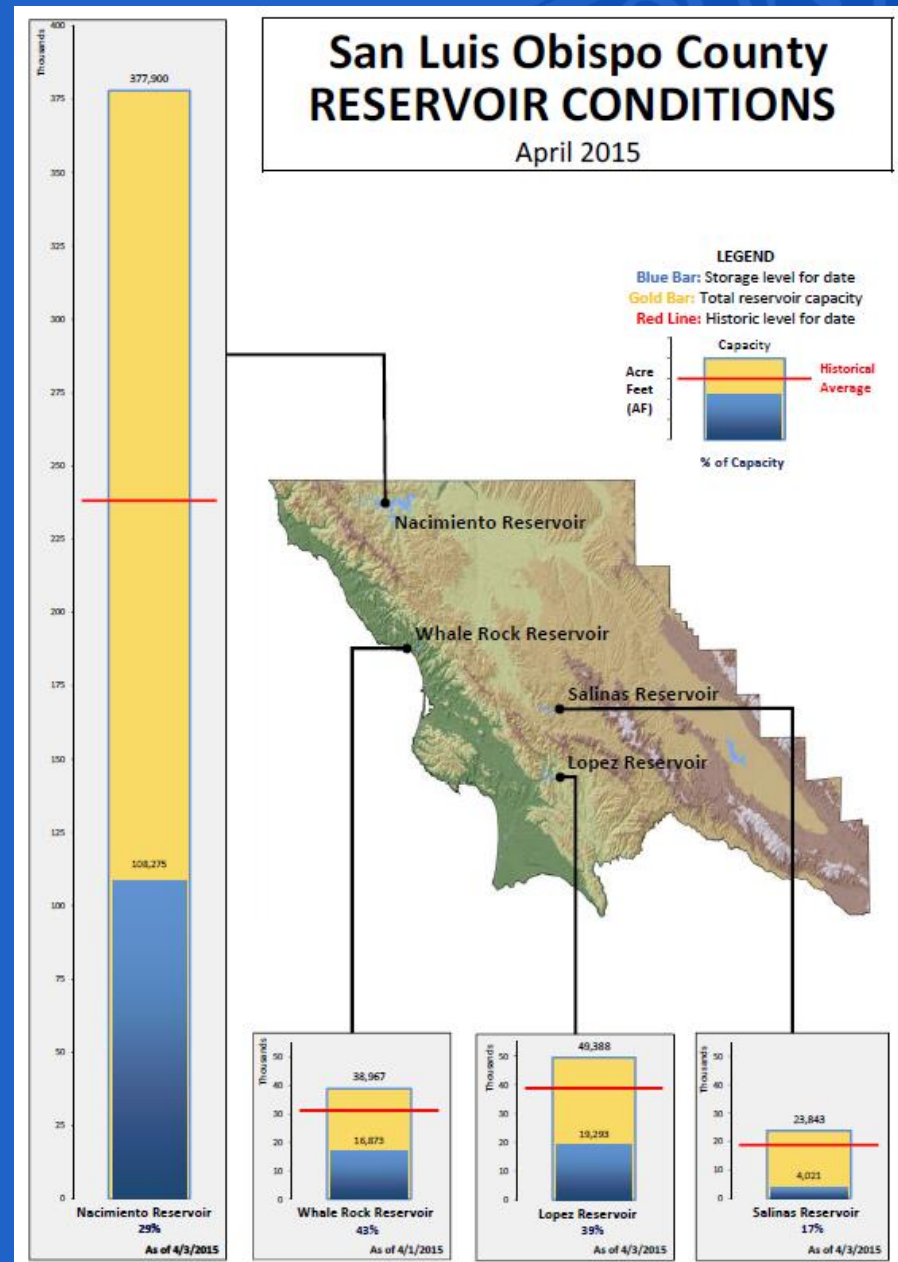 San Luis Obispo County
RESERVOIR CONDITIONS
April 2015
Thousands
400
377,900
375
350
325
300
275
250
225
200
175
150
125
108,275
100
75
50
25
0
Nacimiento Reservoir
29%
As of 4/3/2015
LEGEND
Blue Bar: Storage level for date
Gold Bar: Total reservoir capacity
Red Line: Historic level for date
Capacity
Acre
Feet
(AF)
Historical
Average
% of Capacity
Nacimiento Reservoir
Whale Rock Reservoir
Salinas Reservoir
Lopez Reservoir
Thousands
50
40
30
20
10
0
38,967
16,873
Whale Rock Reservoir
43%
As of 4/1/2015
Thousands
50
40
30
20
10
0
49,388
19,293
Lopez Reservoir
39%
As of 4/3/2015
Thousands
50
40
30
20
10
0
23,843
4,021
Salinas Reservoir
17%
As of 4/3/2015